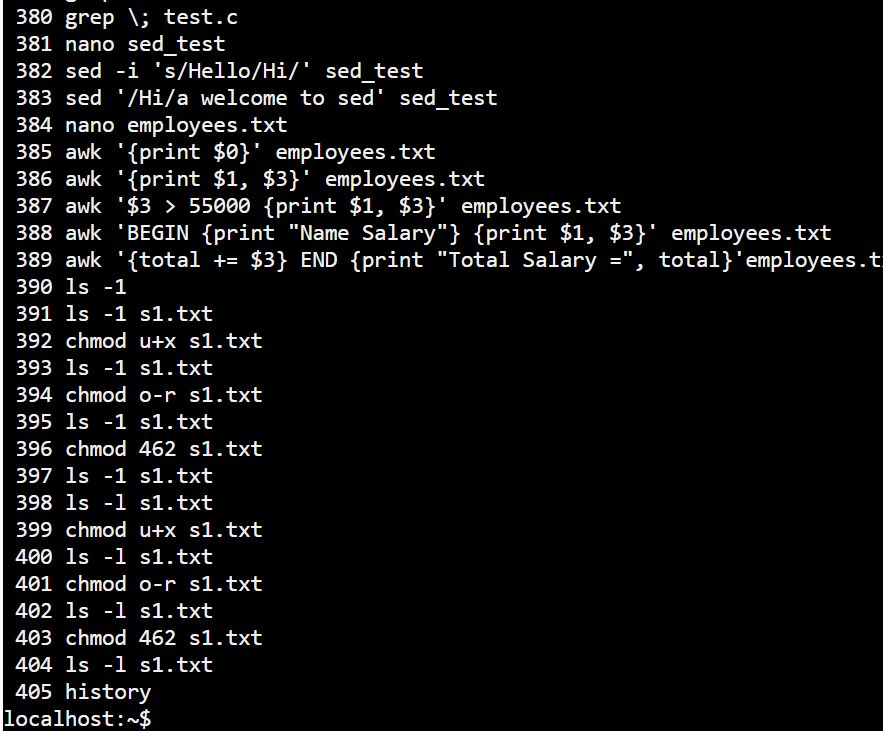 380 grep \; test.c
381 nano sed_test
382 sed -i 's/Hello/Hi/' sed_test
383 sed '/Hi/a welcome to sed' sed_test
384 nano employees.txt
385 awk '{print $0}' employees.txt
386 awk '{print $1, $3}' employees.txt
387 awk '$3 > 55000 {print $1, $3}' employees.txt
388 awk 'BEGIN {print "Name Salary"} {print $1, $3}' employees.txt
389 awk '{total += $3} END {print "Total Salary =", total}'employees.t
390 ls -1
391 ls -1 s1.txt
392 chmod u+x s1.txt
393 ls -1 s1.txt
394 chmod o-r s1.txt
395 ls -1 s1.txt
396 chmod 462 s1.txt
397 ls -1 s1.txt
398 ls -l s1.txt
399 chmod u+x s1.txt
400 ls -l s1.txt
401 chmod o-r s1.txt
402 ls -l s1.txt
403 chmod 462 s1.txt
404 ls -l s1.txt
405 history
localhost:~$